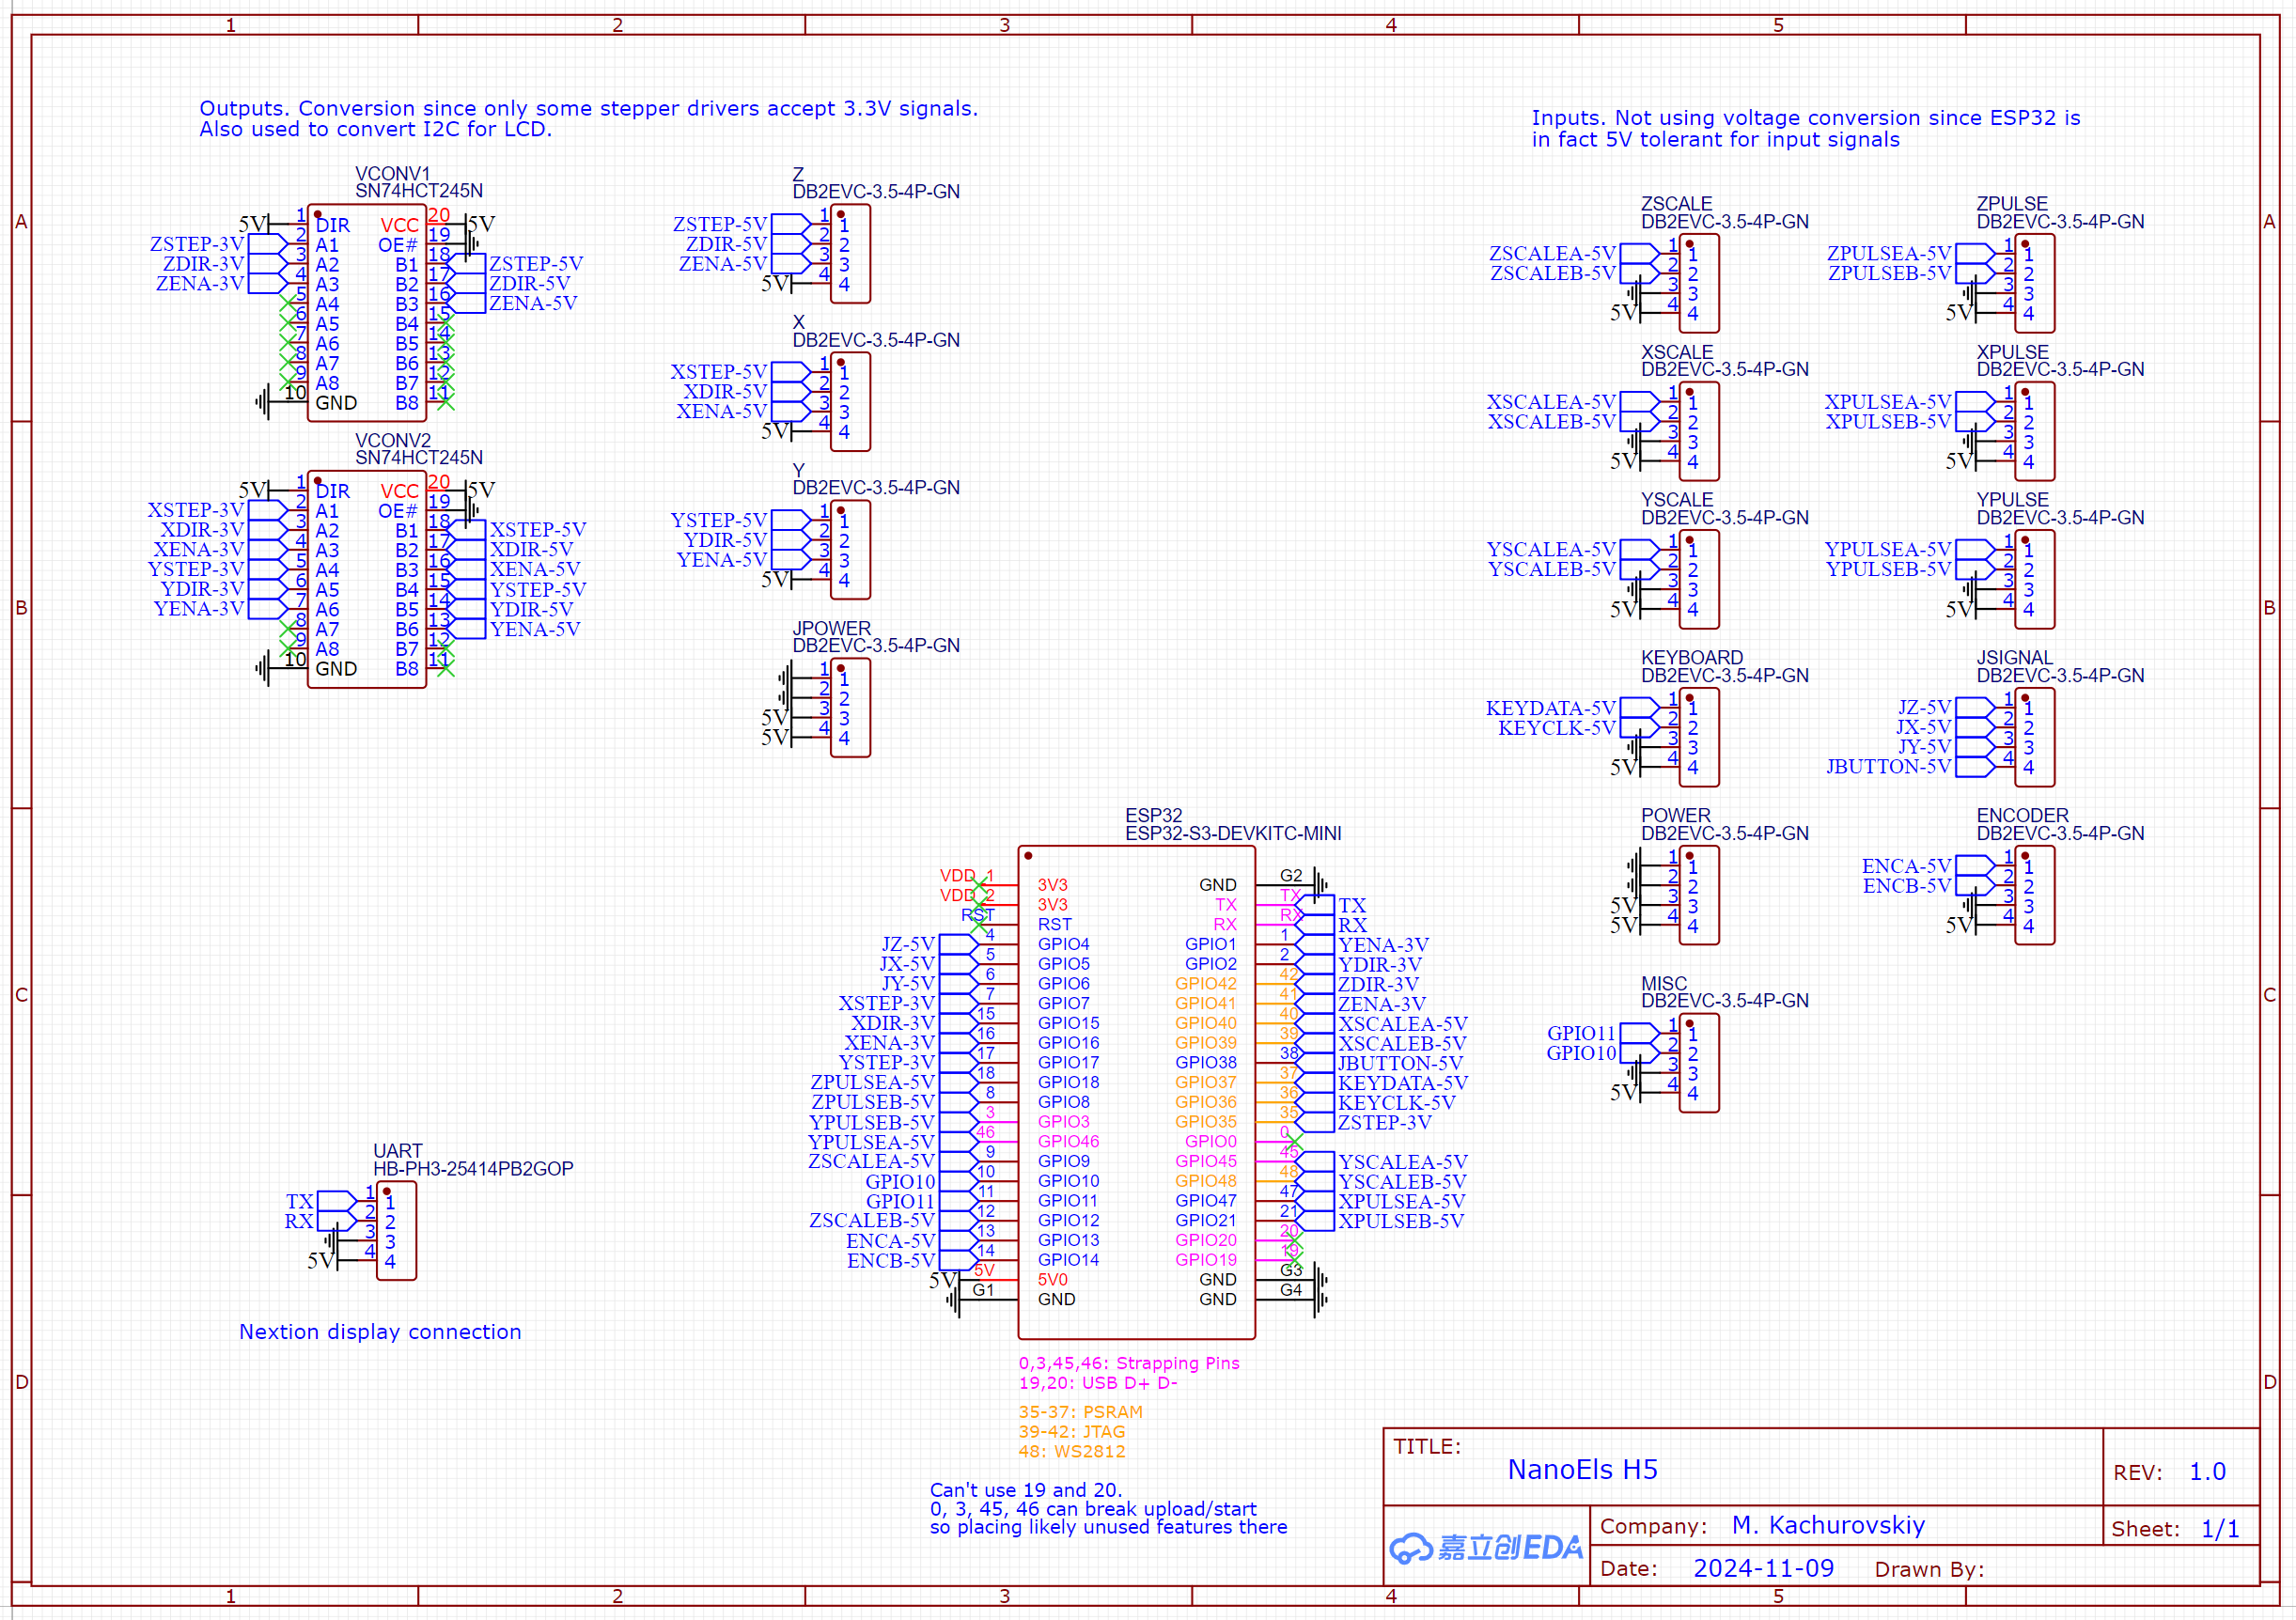 1 2 3 4 5
A
B
C
D
Outputs. Conversion since only some stepper drivers accept 3.3V signals.
Also used to convert I2C for LCD.
Inputs. Not using voltage conversion since ESP32 is
in fact 5V tolerant for input signals
VCONV1
SN74HCT245N
5V 1 DIR VCC 20 5V
ZSTEP-3V 2 A1 OE# 19
ZDIR-3V 3 A2 B1 18 ZSTEP-5V
ZENA-3V 4 A3 B2 17 ZDIR-5V
5 A4 B3 16 ZENA-5V
6 A5 B4 15
7 A6 B5 14
8 A7 B6 13
9 A8 B7 12
10 GND B8 11
VCONV2
SN74HCT245N
5V 1 DIR VCC 20 5V
XSTEP-3V 2 A1 OE# 19
XDIR-3V 3 A2 B1 18 XSTEP-5V
XENA-3V 4 A3 B2 17 XDIR-5V
YSTEP-3V 5 A4 B3 16 XENA-5V
YDIR-3V 6 A5 B4 15 YSTEP-5V
YENA-3V 7 A6 B5 14 YDIR-5V
8 A7 B6 13 YENA-5V
9 A8 B7 12
10 GND B8 11
Z
DB2EVC-3.5-4P-GN
ZSTEP-5V 1 1
ZDIR-5V 2 2
ZENA-5V 3 3
5V 4 4
X
DB2EVC-3.5-4P-GN
XSTEP-5V 1 1
XDIR-5V 2 2
XENA-5V 3 3
5V 4 4
Y
DB2EVC-3.5-4P-GN
YSTEP-5V 1 1
YDIR-5V 2 2
YENA-5V 3 3
5V 4 4
JPOWER
DB2EVC-3.5-4P-GN
1 1
2 2
5V 3 3
5V 4 4
ZSCALE
DB2EVC-3.5-4P-GN
ZSCALEA-5V 1 1
ZSCALEB-5V 2 2
3 3
5V 4 4
ZPULSE
DB2EVC-3.5-4P-GN
ZPULSEA-5V 1 1
ZPULSEB-5V 2 2
3 3
5V 4 4
XSCALE
DB2EVC-3.5-4P-GN
XSCALEA-5V 1 1
XSCALEB-5V 2 2
3 3
5V 4 4
XPULSE
DB2EVC-3.5-4P-GN
XPULSEA-5V 1 1
XPULSEB-5V 2 2
3 3
5V 4 4
YSCALE
DB2EVC-3.5-4P-GN
YSCALEA-5V 1 1
YSCALEB-5V 2 2
3 3
5V 4 4
YPULSE
DB2EVC-3.5-4P-GN
YPULSEA-5V 1 1
YPULSEB-5V 2 2
3 3
5V 4 4
KEYBOARD
DB2EVC-3.5-4P-GN
KEYDATA-5V 1 1
KEYCLK-5V 2 2
3 3
5V 4 4
JSIGNAL
DB2EVC-3.5-4P-GN
JZ-5V 1 1
JX-5V 2 2
JY-5V 3 3
JBUTTON-5V 4 4
POWER
DB2EVC-3.5-4P-GN
1 1
2 2
5V 3 3
5V 4 4
ENCODER
DB2EVC-3.5-4P-GN
ENCA-5V 1 1
ENCB-5V 2 2
3 3
5V 4 4
MISC
DB2EVC-3.5-4P-GN
GPIO11 1 1
GPIO10 2 2
3 3
5V 4 4
ESP32
ESP32-S3-DEVKITC-MINI
VDD_1 3V3 GND G2
VDD_2 3V3 TX TX TX
RST RST RX RX RX
JZ-5V 4 GPIO4 GPIO1 1 YENA-3V
JX-5V 5 GPIO5 GPIO2 2 YDIR-3V
JY-5V 6 GPIO6 GPIO42 42 ZDIR-3V
XSTEP-3V 7 GPIO7 GPIO41 41 ZENA-3V
XDIR-3V 15 GPIO15 GPIO40 40 XSCALEA-5V
XENA-3V 16 GPIO16 GPIO39 39 XSCALEB-5V
YSTEP-3V 17 GPIO17 GPIO38 38 JBUTTON-5V
ZPULSEA-5V 18 GPIO18 GPIO37 37 KEYDATA-5V
ZPULSEB-5V 8 GPIO8 GPIO36 36 KEYCLK-5V
YPULSEB-5V 3 GPIO3 GPIO35 35 ZSTEP-3V
YPULSEA-5V 46 GPIO46 GPIO0 0
ZSCALEA-5V 9 GPIO9 GPIO45 45 YSCALEA-5V
GPIO10 10 GPIO10 GPIO48 48 YSCALEB-5V
GPIO11 11 GPIO11 GPIO47 47 XPULSEA-5V
ZSCALEB-5V 12 GPIO12 GPIO21 21 XPULSEB-5V
ENCA-5V 13 GPIO13 GPIO20 20
ENCB-5V 14 GPIO14 GPIO19 19
5V 5V 5V0 GND G3
G1 GND GND G4
0,3,45,46: Strapping Pins
19,20: USB D+ D-
35-37: PSRAM
39-42: JTAG
48: WS2812
Can't use 19 and 20.
0, 3, 45, 46 can break upload/start
so placing likely unused features there
UART
HB-PH3-25414PB2GOP
TX 1 1
RX 2 2
3 3
5V 4 4
Nextion display connection
TITLE:
NanoEls H5
REV: 1.0
嘉立创EDA
Company: M. Kachurovskiy
Sheet: 1/1
Date: 2024-11-09 Drawn By:
A
B
C
D
1 2 3 4 5